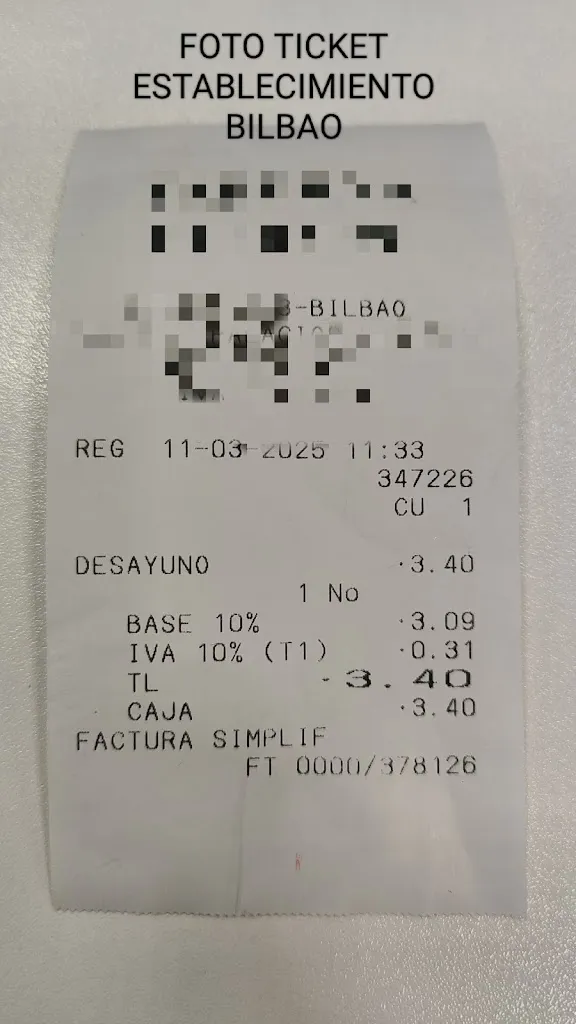 FOTO TICKET
ESTABLECIMIENTO
BILBAO
-BILBAO
REG 11-03-2025 11:33
347226
CU 1
DESAYUNO ·3.40
1 No
BASE 10% ·3.09
IVA 10% (T1) ·0.31
TL ·3.40
CAJA ·3.40
FACTURA SIMPLIF
FT 0000/378126